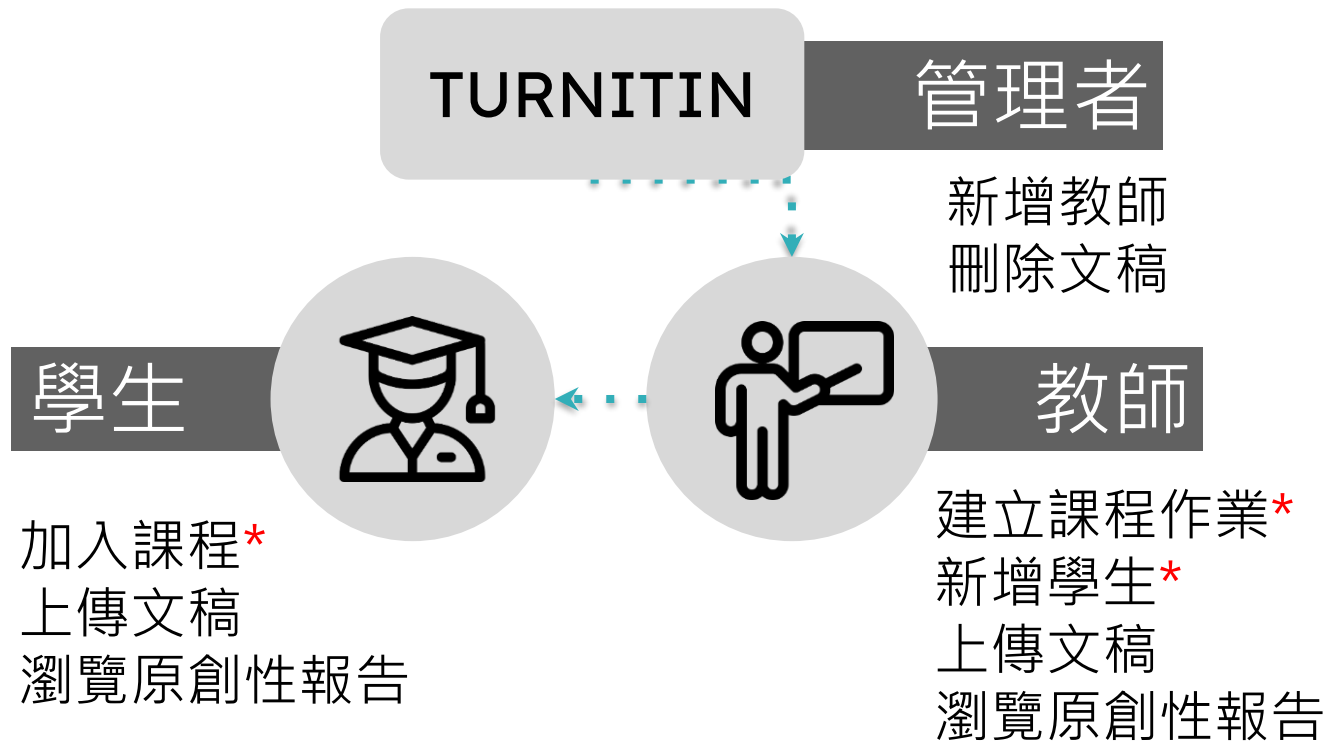 TURNITIN
管理者
新增教師
刪除文稿
學生
加入課程*
上傳文稿
瀏覽原創性報告
教師
建立課程作業*
新增學生*
上傳文稿
瀏覽原創性報告